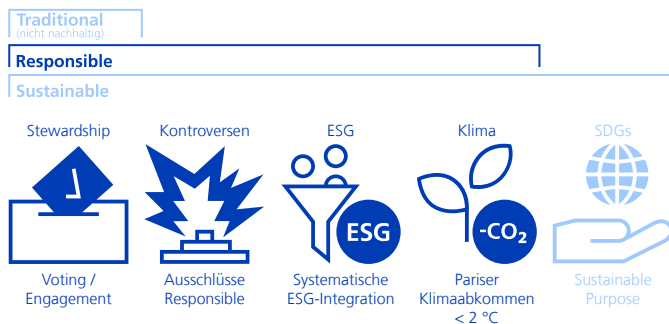 Traditional
(nicht nachhaltig)
Responsible
Sustainable
Stewardship
Kontroversen
ESG
Klima
SDGs
ESG
-CO₂
Voting /
Engagement
Ausschlüsse
Responsible
Systematische
ESG-Integration
Pariser
Klimaabkommen
< 2 °C
Sustainable
Purpose